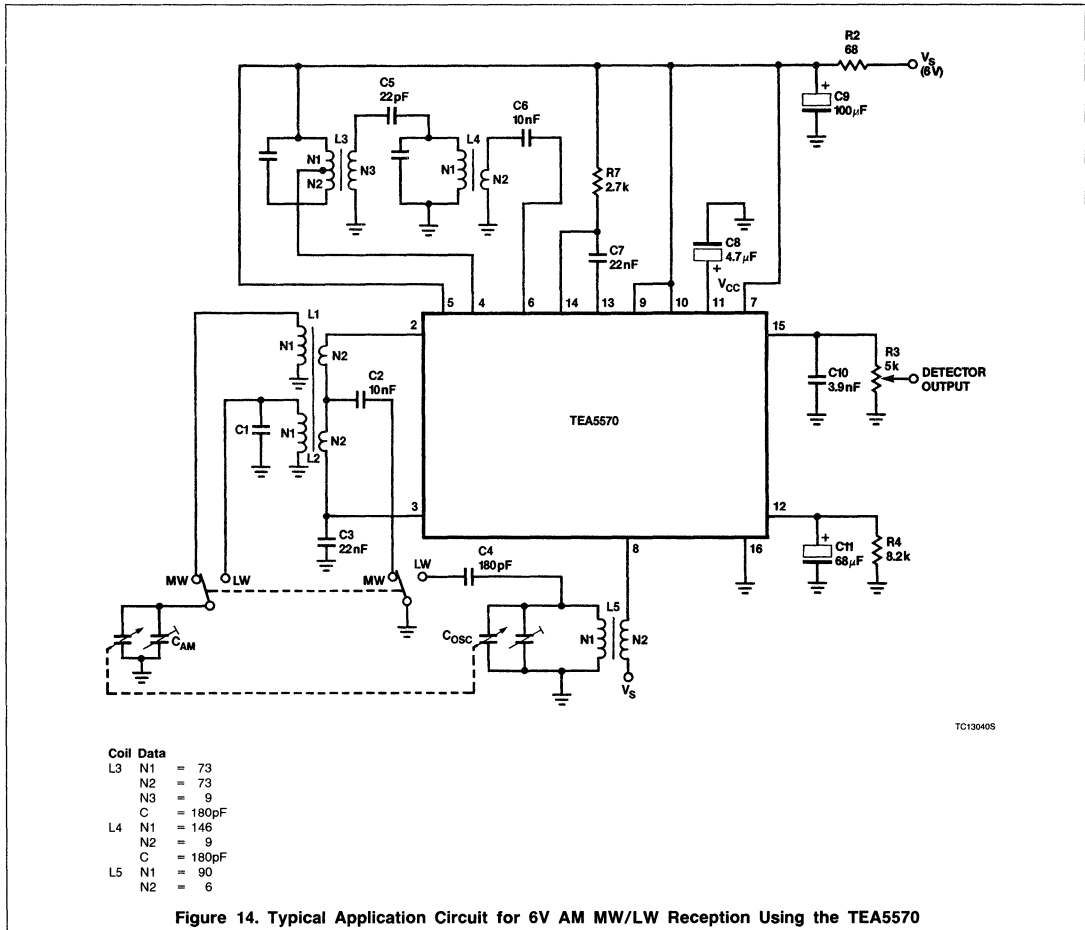 R2
68
VS
(6V)
C5
22pF
C6
10nF
+
C9
100μF
L3
L4
N1
N2
N3
N1
N2
R7
2.7k
C8
4.7μF
+
C7
22nF
VCC
5 4 6 14 13 9 10 11 7
L1
2
N1
N2
C2
10nF
15
R3
5k
DETECTOR
OUTPUT
C10
3.9nF
TEA5570
C1
N1
N2
L2
3
12
C3
22nF
C4
180pF
8
16
+
C11
68μF
R4
8.2k
MW
LW
MW
LW
L5
CAM
COSC
N1
N2
VS
TC13040S
Coil Data
L3 N1 = 73
N2 = 73
N3 = 9
C = 180pF
L4 N1 = 146
N2 = 9
C = 180pF
L5 N1 = 90
N2 = 6
Figure 14. Typical Application Circuit for 6V AM MW/LW Reception Using the TEA5570